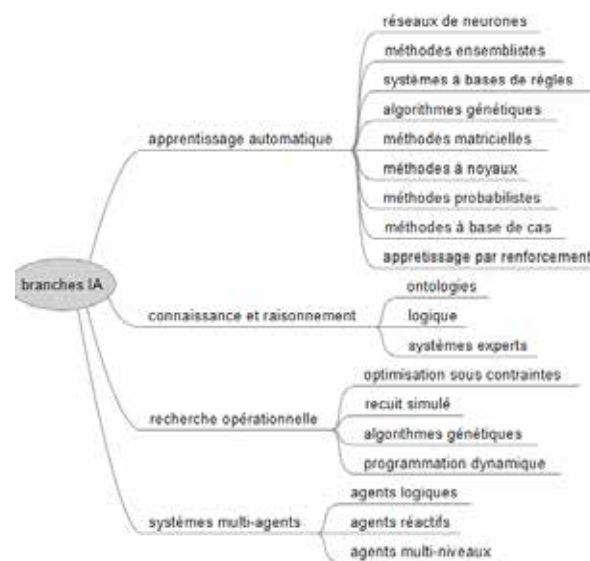 branches IA
apprentissage automatique
réseaux de neurones
méthodes ensemblistes
systèmes à bases de règles
algorithmes génétiques
méthodes matricielles
méthodes à noyaux
méthodes probabilistes
méthodes à base de cas
apprétissage par renforcement
connaissance et raisonnement
ontologies
logique
systèmes experts
recherche opérationnelle
optimisation sous contraintes
recuit simulé
algorithmes génétiques
programmation dynamique
systèmes multi-agents
agents logiques
agents réactifs
agents multi-niveaux